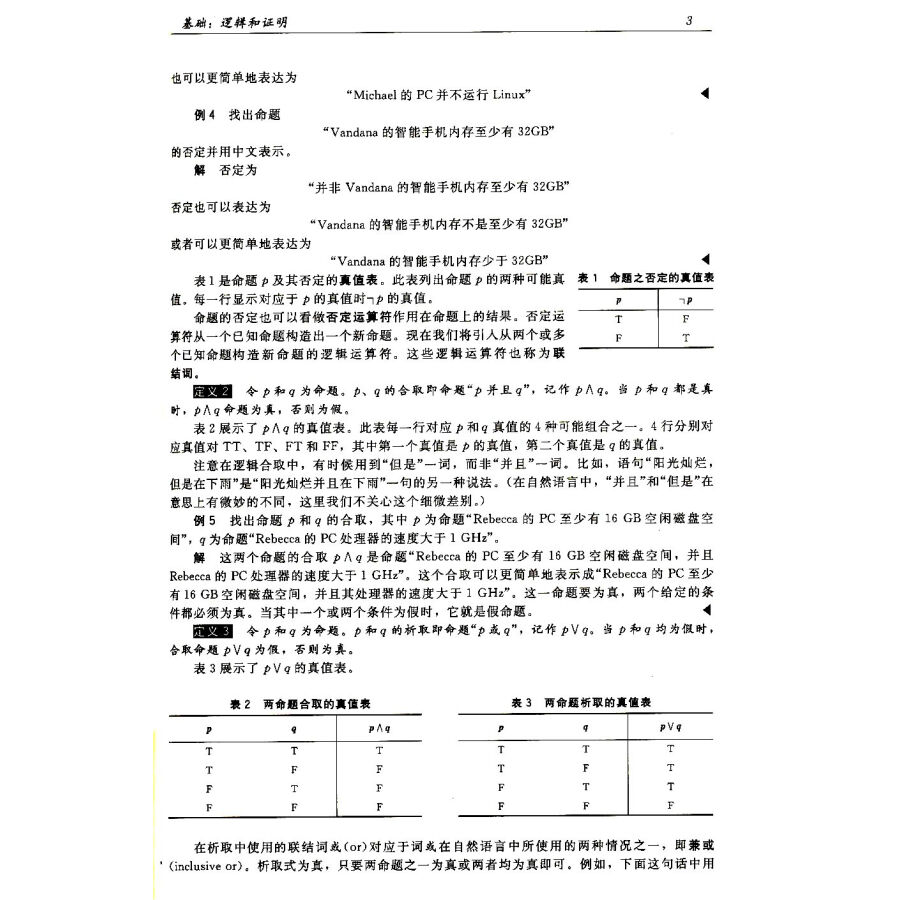 基础：逻辑和证明 3
也可以更简单地表达为
“Michael 的 PC 并不运行 Linux”
例 4 找出命题
“Vandana 的智能手机内存至少有 32GB”
的否定并用中文表示。
解 否定为
“并非 Vandana 的智能手机内存至少有 32GB”
否定也可以表达为
“Vandana 的智能手机内存不是至少有 32GB”
或者可以更简单地表达为
“Vandana 的智能手机内存少于 32GB”
表 1 是命题 p 及其否定的真值表。此表列出命题 p 的两种可能真
值。每一行显示对应于 p 的真值时¬p 的真值。
命题的否定也可以看做否定运算符作用在命题上的结果。否定运
算符从一个已知命题构造出一个新命题。现在我们将引入从两个或多
个已知命题构造新命题的逻辑运算符。这些逻辑运算符也称为联
结词。
表 1 命题之否定的真值表
p ¬p
T F
F T
定义 2 令 p 和 q 为命题。p、q 的合取即命题“p 并且 q”，记作 p∧q。当 p 和 q 都是真
时，p∧q 命题为真，否则为假。
表 2 展示了 p∧q 的真值表。此表每一行对应 p 和 q 真值的 4 种可能组合之一。4 行分别对
应真值对 TT、TF、FT 和 FF，其中第一个真值是 p 的真值，第二个真值是 q 的真值。
注意在逻辑合取中，有时候用到“但是”一词，而非“并且”一词。比如，语句“阳光灿烂，
但是在下雨”是“阳光灿烂并且在下雨”一句的另一种说法。（在自然语言中，“并且”和“但是”在
意思上有微妙的不同，这里我们不关心这个细微差别。）
例 5 找出命题 p 和 q 的合取，其中 p 为命题“Rebecca 的 PC 至少有 16 GB 空闲磁盘空
间”，q 为命题“Rebecca 的 PC 处理器的速度大于 1 GHz”。
解 这两个命题的合取 p∧q 是命题“Rebecca 的 PC 至少有 16 GB 空闲磁盘空间，并且
Rebecca 的 PC 处理器的速度大于 1 GHz”。这个合取可以更简单地表示成“Rebecca 的 PC 至少
有 16 GB 空闲磁盘空间，并且其处理器的速度大于 1 GHz”。这一命题要为真，两个给定的条
件都必须为真。当其中一个或两个条件为假时，它就是假命题。
定义 3 令 p 和 q 为命题。p 和 q 的析取即命题“p 或 q”，记作 p∨q。当 p 和 q 均为假时，
合取命题 p∨q 为假，否则为真。
表 3 展示了 p∨q 的真值表。
表 2 两命题合取的真值表
p q p∧q
T T T
T F F
F T F
F F F
表 3 两命题析取的真值表
p q p∨q
T T T
T F T
F T T
F F F
在析取中使用的联结词或(or)对应于词或在自然语言中所使用的两种情况之一，即兼或
(inclusive or)。析取式为真，只要两命题之一为真或两者均为真即可。例如，下面这句话中用